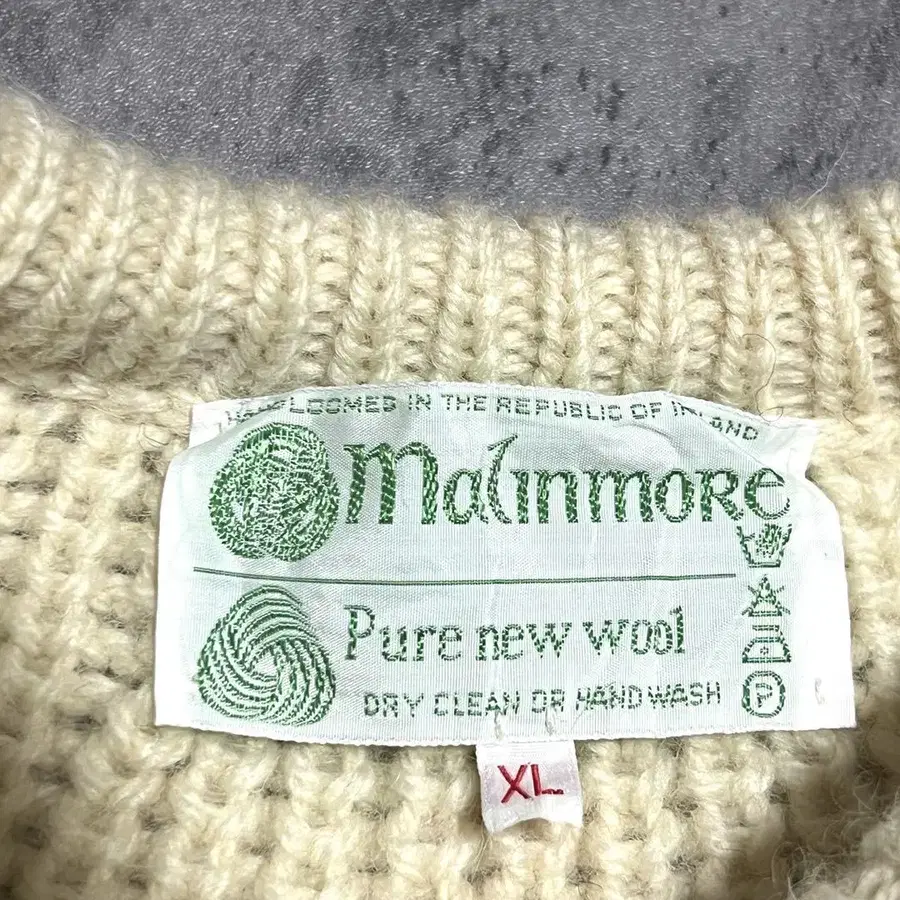 HANDLOOMED IN THE REPUBLIC OF IRELAND
Malinmore
Pure new wool
DRY CLEAN OR HAND WASH
P
XL